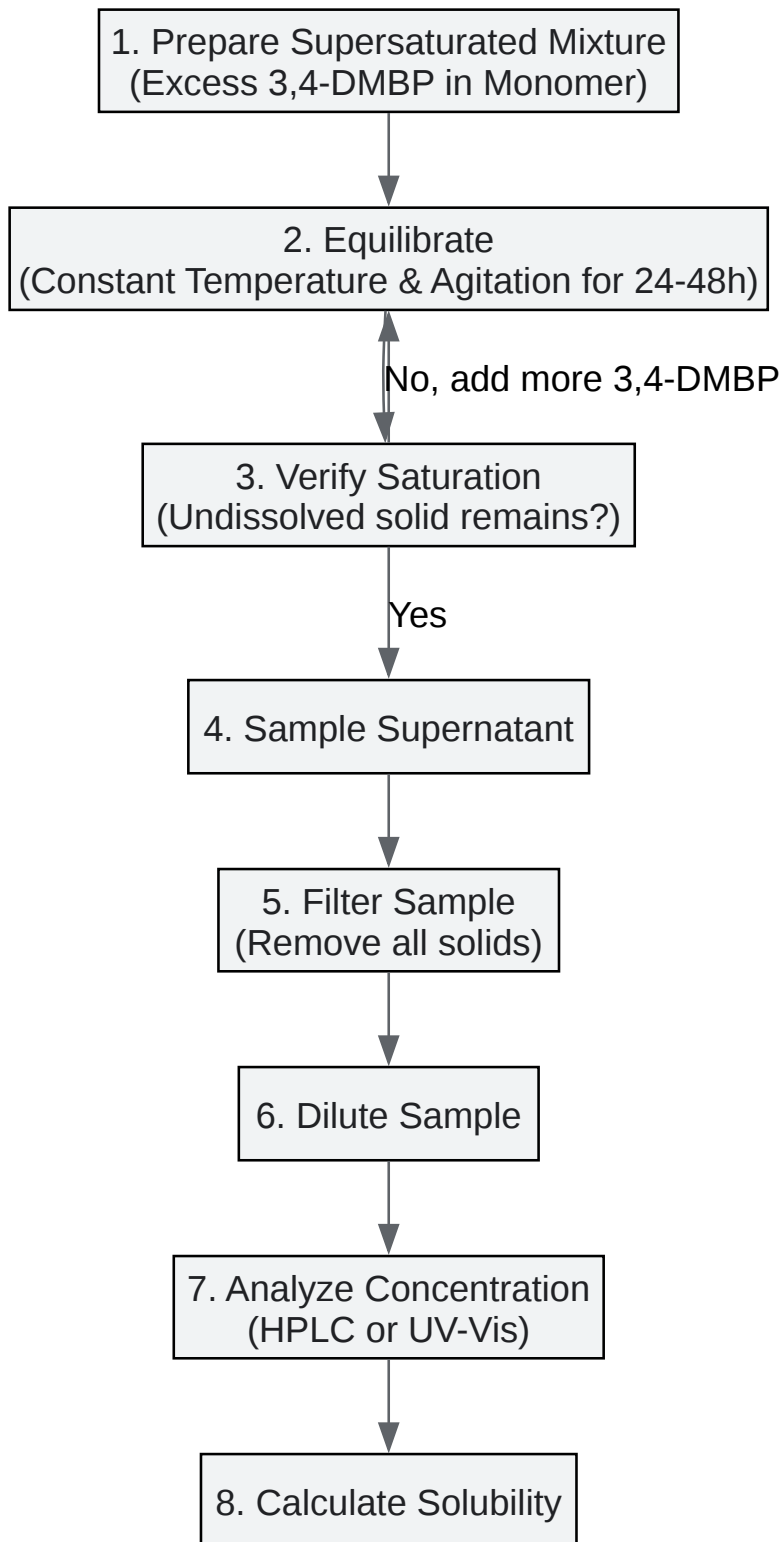 1. Prepare Supersaturated Mixture
(Excess 3,4-DMBP in Monomer)
2. Equilibrate
(Constant Temperature & Agitation for 24-48h)
No, add more 3,4-DMBP
3. Verify Saturation
(Undissolved solid remains?)
Yes
4. Sample Supernatant
5. Filter Sample
(Remove all solids)
6. Dilute Sample
7. Analyze Concentration
(HPLC or UV-Vis)
8. Calculate Solubility